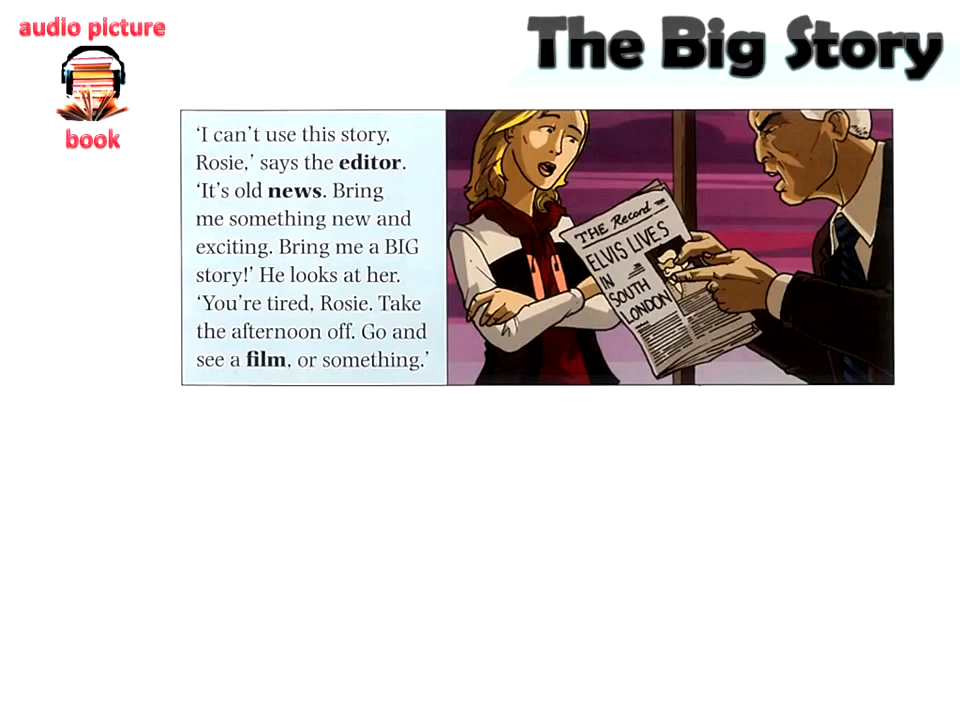 audio picture
book
The Big Story
‘I can’t use this story,
Rosie,’ says the editor.
‘It’s old news. Bring
me something new and
exciting. Bring me a BIG
story!’ He looks at her.
‘You’re tired, Rosie. Take
the afternoon off. Go and
see a film, or something.’
THE Record
ELVIS LIVES
IN
SOUTH
LONDON